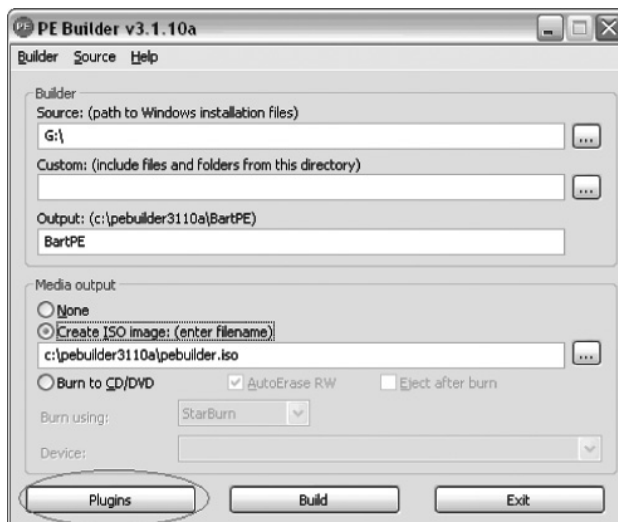 PE Builder v3.1.10a
Builder Source Help
Builder
Source: (path to Windows installation files)
G:\
...
Custom: (include files and folders from this directory)
...
Output: (c:\pebuilder3110a\BartPE)
BartPE
Media output
None
Create ISO image: (enter filename)
c:\pebuilder3110a\pebuilder.iso
...
Burn to CD/DVD AutoErase RW Eject after burn
Burn using: StarBurn
Device:
Plugins Build Exit